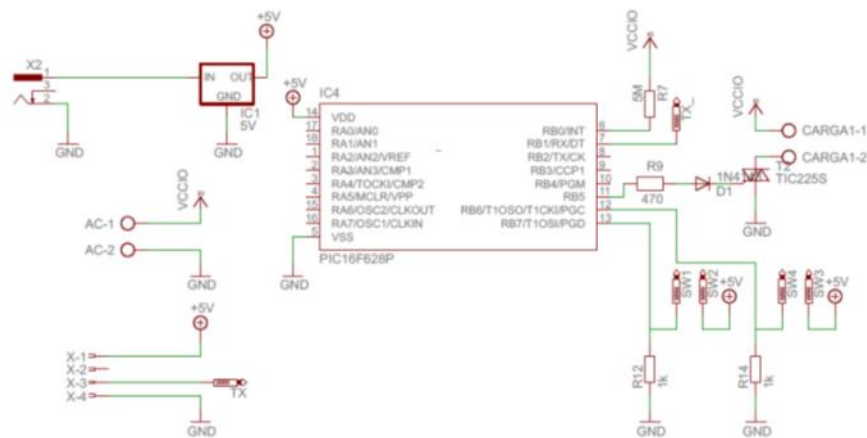 X2
1
3
2
GND
IN
OUT
GND
IC1
5V
+5V
GND
AC-1
VCCIO
AC-2
GND
X-1
X-2
X-3
X-4
+5V
TX
GND
+5V
IC4
14 VDD
17 RA0/AN0
18 RA1/AN1
1 RA2/AN2/VREF
2 RA3/AN3/CMP1
3 RA4/TOCKI/CMP2
4 RA5/MCLR/VPP
15 RA6/OSC2/CLKOUT
16 RA7/OSC1/CLKIN
5 VSS
GND
RB0/INT 6
RB1/RX/DT 7
RB2/TX/CK 8
RB3/CCP1 9
RB4/PGM 10
RB5 11
RB6/T1OSO/T1CKI/PGC 12
RB7/T1OSI/PGD 13
PIC16F628P
VCCIO
5M
R7
TX_
R9
470
1N4
D1
VCCIO
CARGA1-1
CARGA1-2
T2
TIC225S
GND
SW1
SW2
+5V
SW4
SW3
+5V
R12
1k
GND
R14
1k
GND